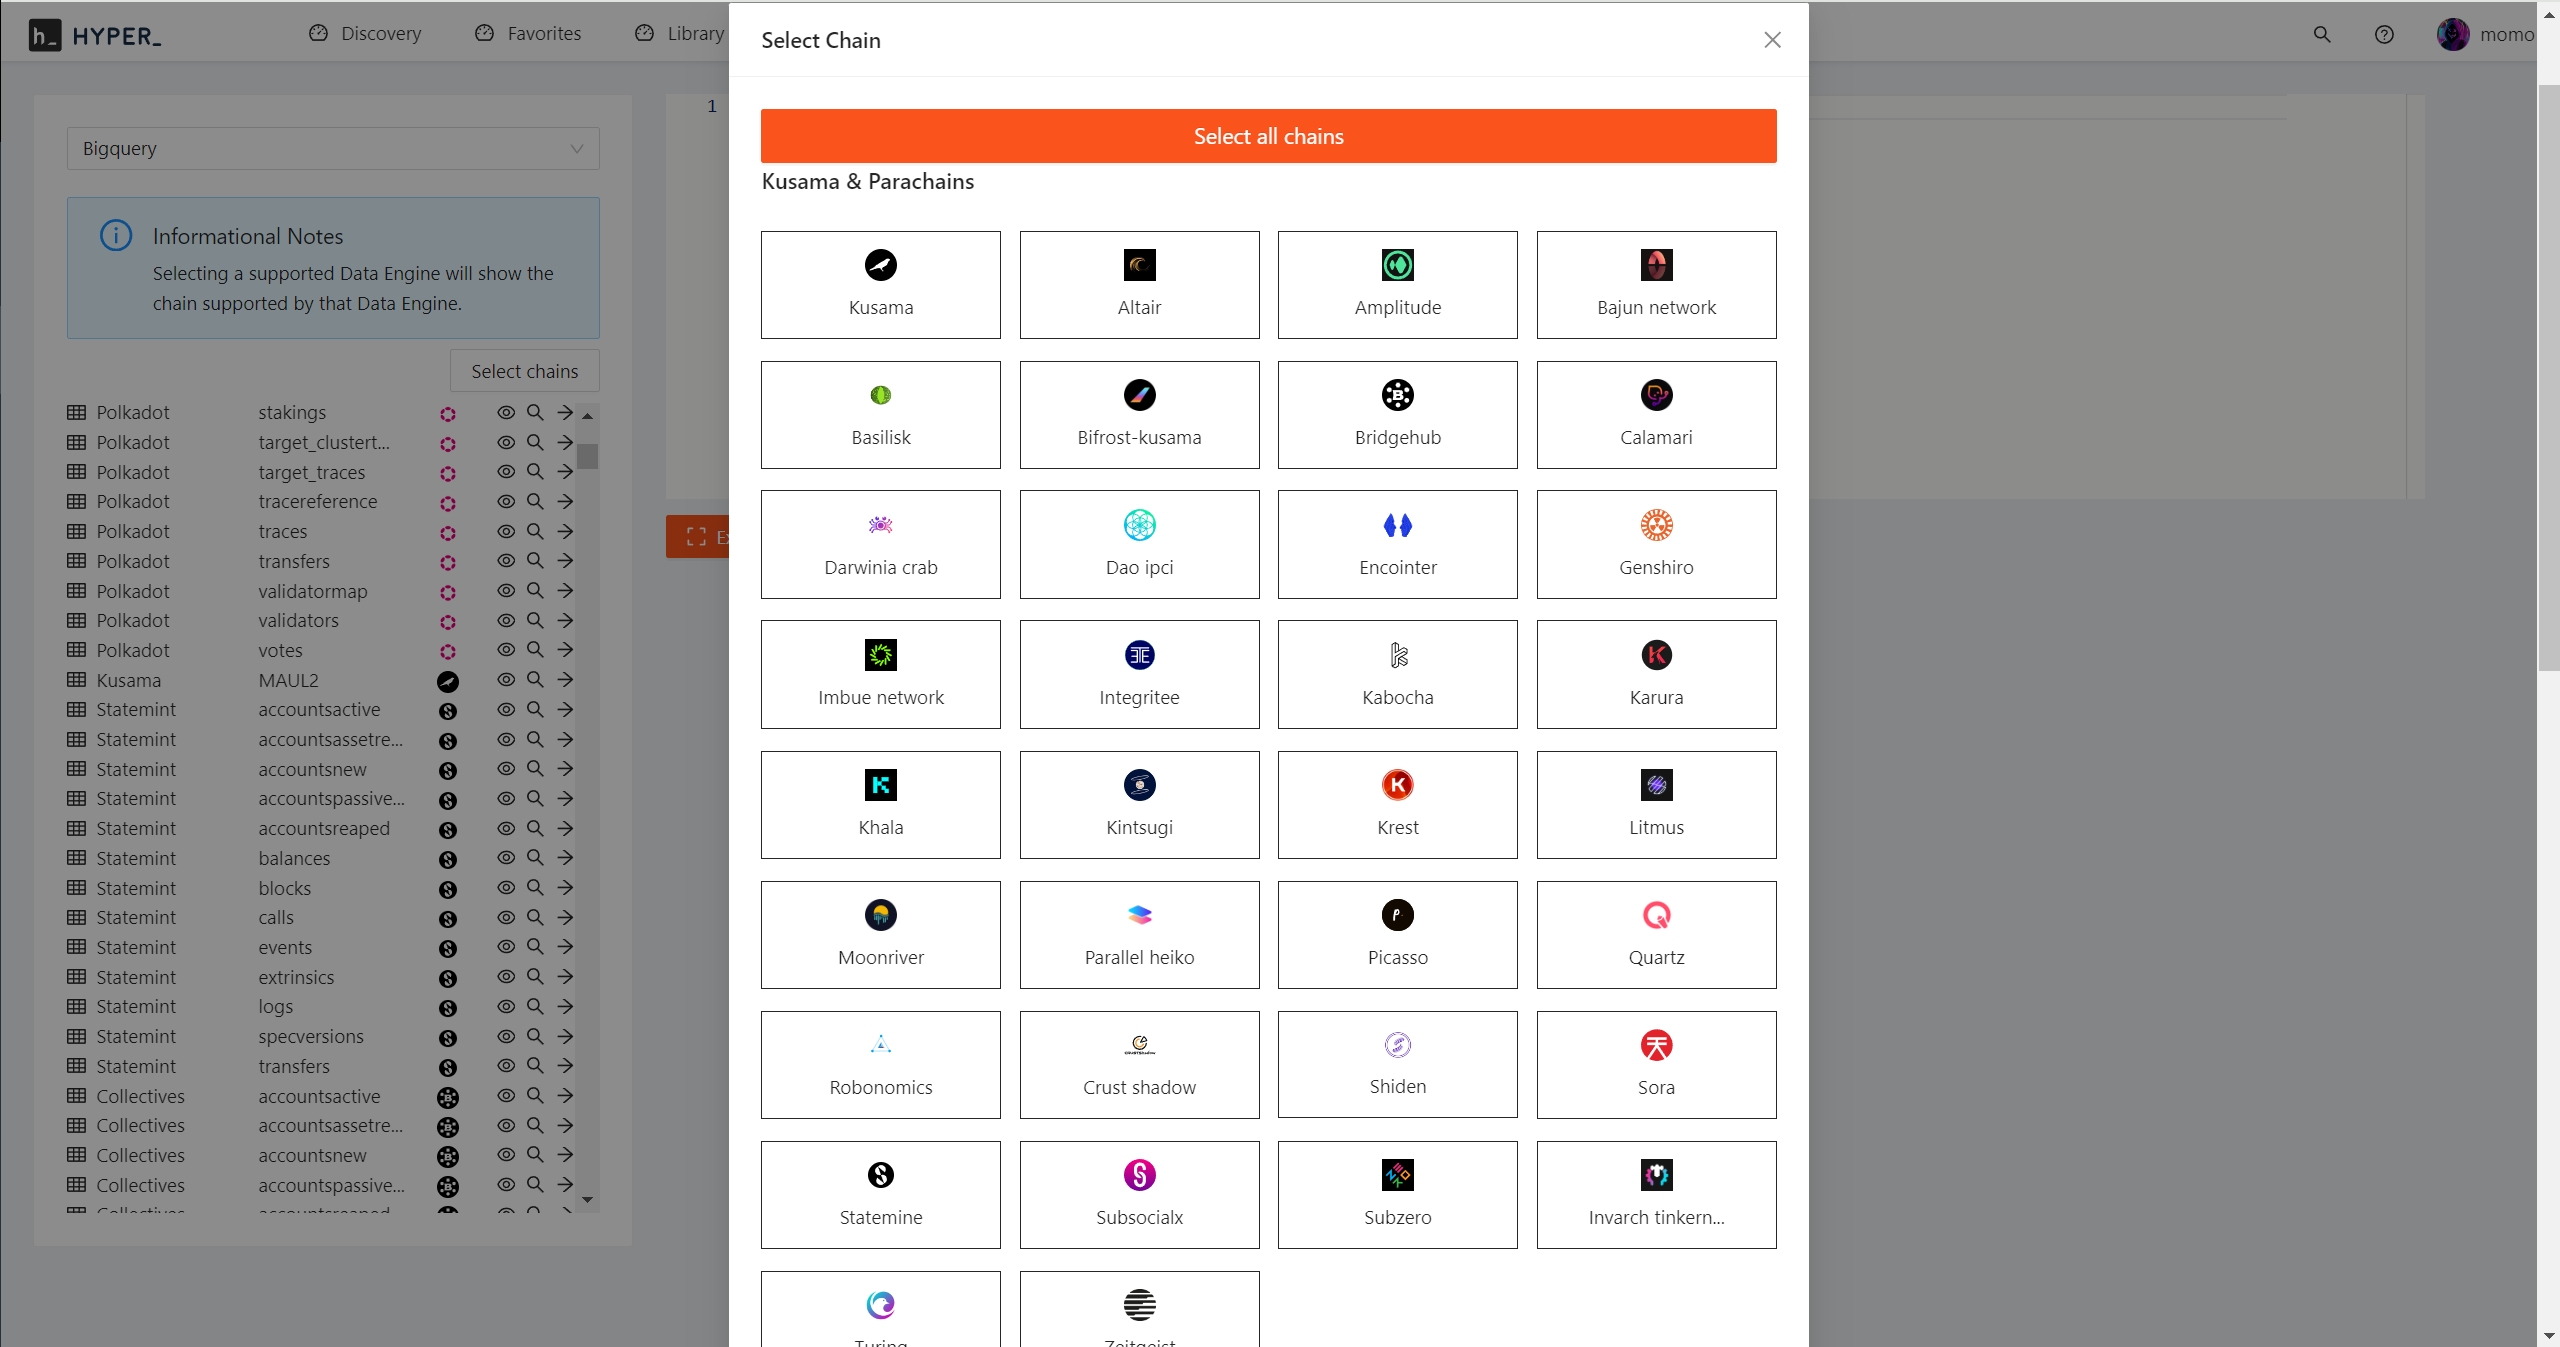 h_ HYPER_
Discovery
Favorites
Library
momo
Bigquery
Informational Notes
Selecting a supported Data Engine will show the
chain supported by that Data Engine.
Select chains
Polkadot stakings
Polkadot target_clustert...
Polkadot target_traces
Polkadot tracereference
Polkadot traces
Polkadot transfers
Polkadot validatormap
Polkadot validators
Polkadot votes
Kusama MAUL2
Statemint accountsactive
Statemint accountsassetre...
Statemint accountsnew
Statemint accountspassive...
Statemint accountsreaped
Statemint balances
Statemint blocks
Statemint calls
Statemint events
Statemint extrinsics
Statemint logs
Statemint specversions
Statemint transfers
Collectives accountsactive
Collectives accountsassetre...
Collectives accountsnew
Collectives accountspassive...
1
Select Chain
Select all chains
Kusama & Parachains
Kusama
Altair
Amplitude
Bajun network
Basilisk
Bifrost-kusama
Bridgehub
Calamari
Darwinia crab
Dao ipci
Encointer
Genshiro
Imbue network
Integritee
Kabocha
Karura
Khala
Kintsugi
Krest
Litmus
Moonriver
Parallel heiko
Picasso
Quartz
Robonomics
Crust shadow
Shiden
Sora
Statemine
Subsocialx
Subzero
Invarch tinkern...
Turing
Zeitgeist